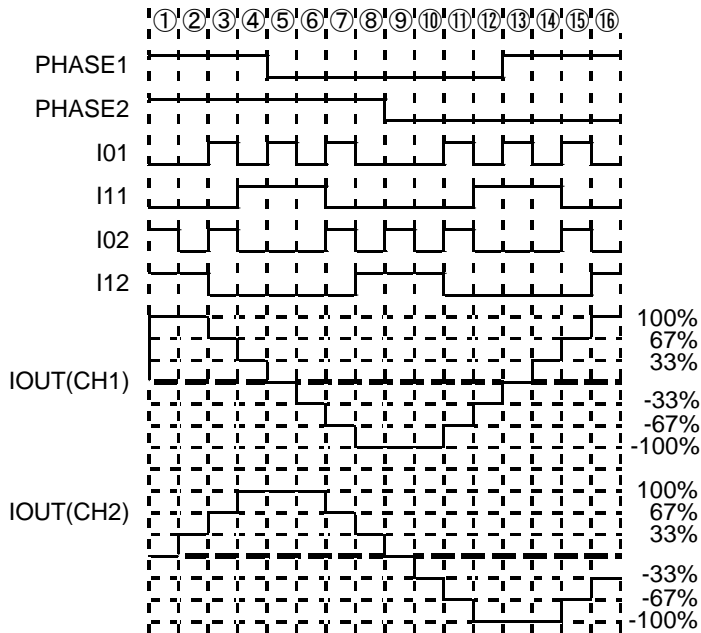 ①②③④⑤⑥⑦⑧⑨⑩⑪⑫⑬⑭⑮⑯
PHASE1
PHASE2
I01
I11
I02
I12
IOUT(CH1)
100%
67%
33%
-33%
-67%
-100%
IOUT(CH2)
100%
67%
33%
-33%
-67%
-100%